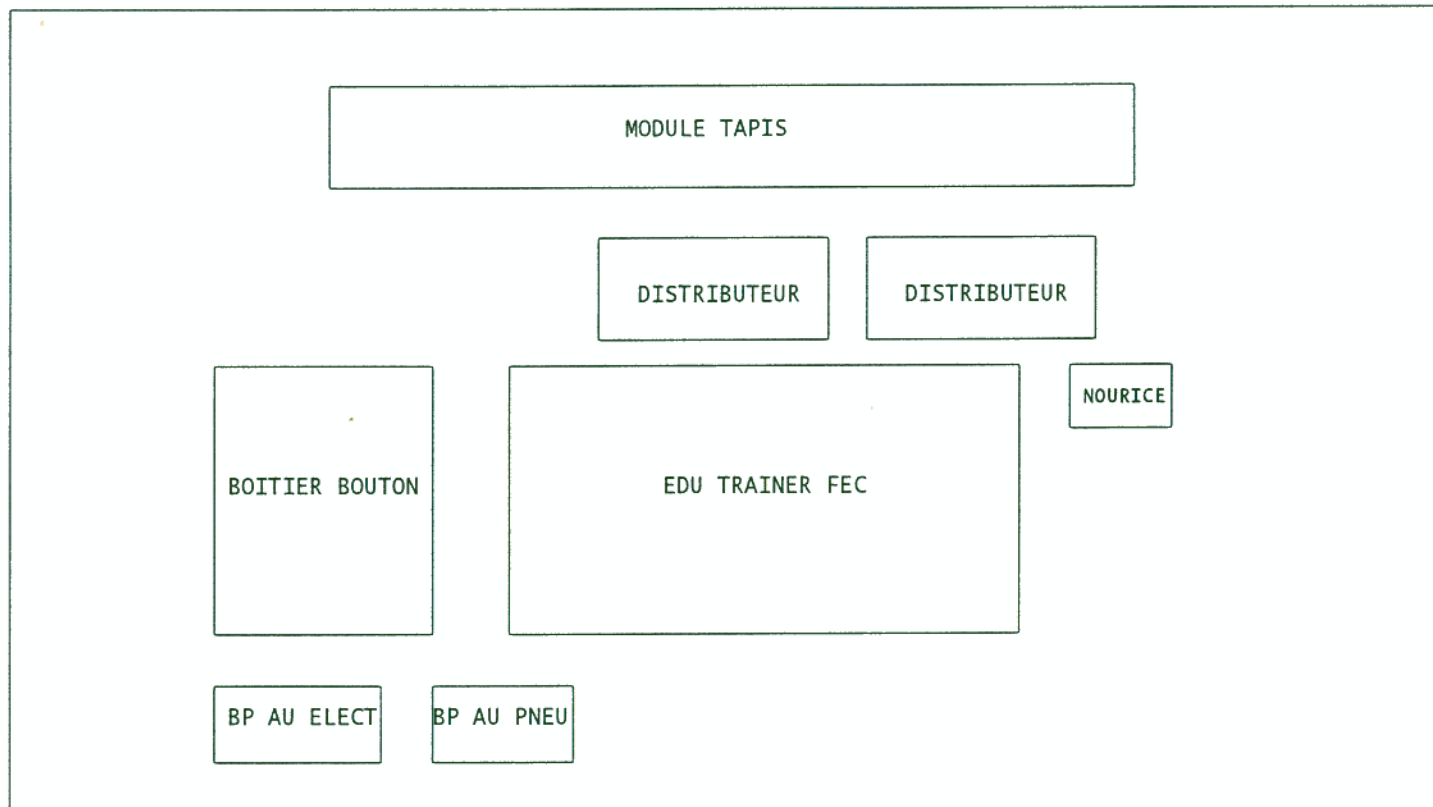 MODULE TAPIS
DISTRIBUTEUR
DISTRIBUTEUR
NOURICE
BOITIER BOUTON
EDU TRAINER FEC
BP AU ELECT
BP AU PNEU